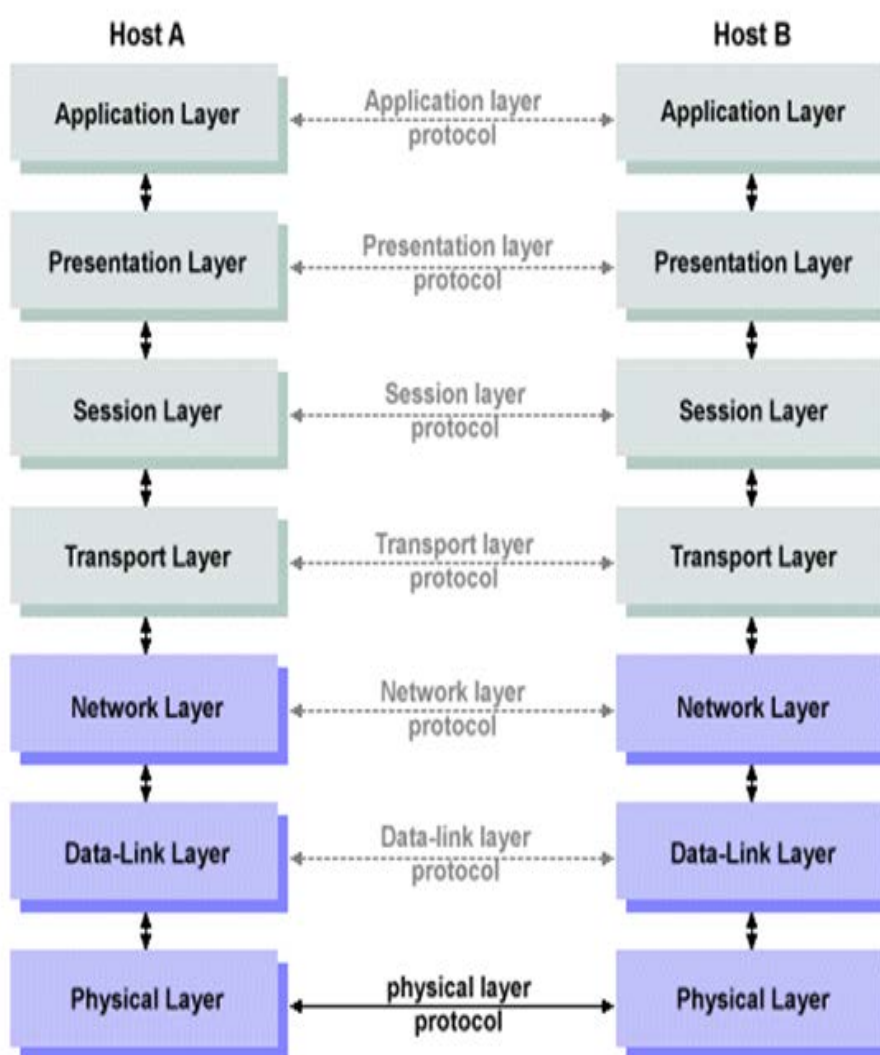 Host A
Host B
Application Layer
Application layer
protocol
Application Layer
Presentation Layer
Presentation layer
protocol
Presentation Layer
Session Layer
Session layer
protocol
Session Layer
Transport Layer
Transport layer
protocol
Transport Layer
Network Layer
Network layer
protocol
Network Layer
Data-Link Layer
Data-link layer
protocol
Data-Link Layer
Physical Layer
physical layer
protocol
Physical Layer